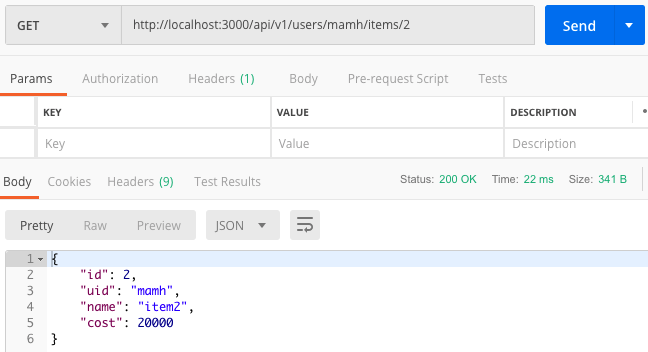 GET http://localhost:3000/api/v1/users/mamh/items/2 Send
Params Authorization Headers (1) Body Pre-request Script Tests
KEY VALUE DESCRIPTION
Key Value Description
Body Cookies Headers (9) Test Results Status: 200 OK Time: 22 ms Size: 341 B
Pretty Raw Preview JSON
1 {
2 "id": 2,
3 "uid": "mamh",
4 "name": "item2",
5 "cost": 20000
6 }